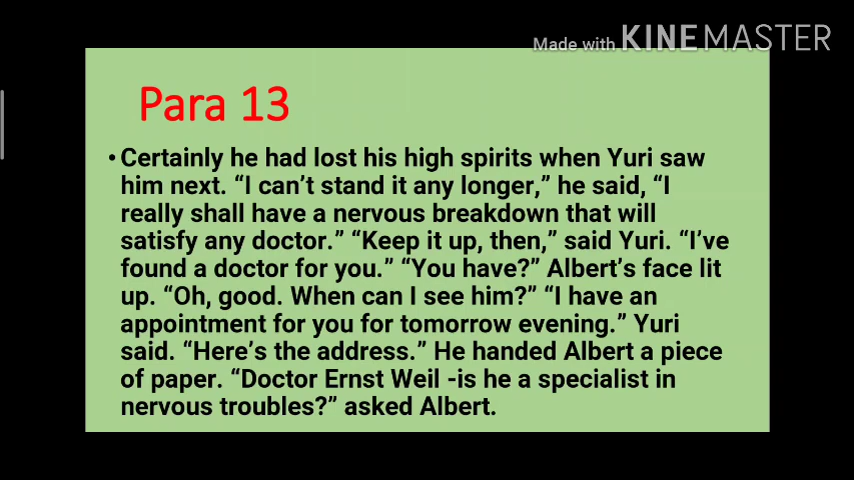 Made with KINEMASTER
Para 13
• Certainly he had lost his high spirits when Yuri saw
him next. “I can’t stand it any longer,” he said, “I
really shall have a nervous breakdown that will
satisfy any doctor.” “Keep it up, then,” said Yuri. “I’ve
found a doctor for you.” “You have?” Albert’s face lit
up. “Oh, good. When can I see him?” “I have an
appointment for you for tomorrow evening.” Yuri
said. “Here’s the address.” He handed Albert a piece
of paper. “Doctor Ernst Weil -is he a specialist in
nervous troubles?” asked Albert.